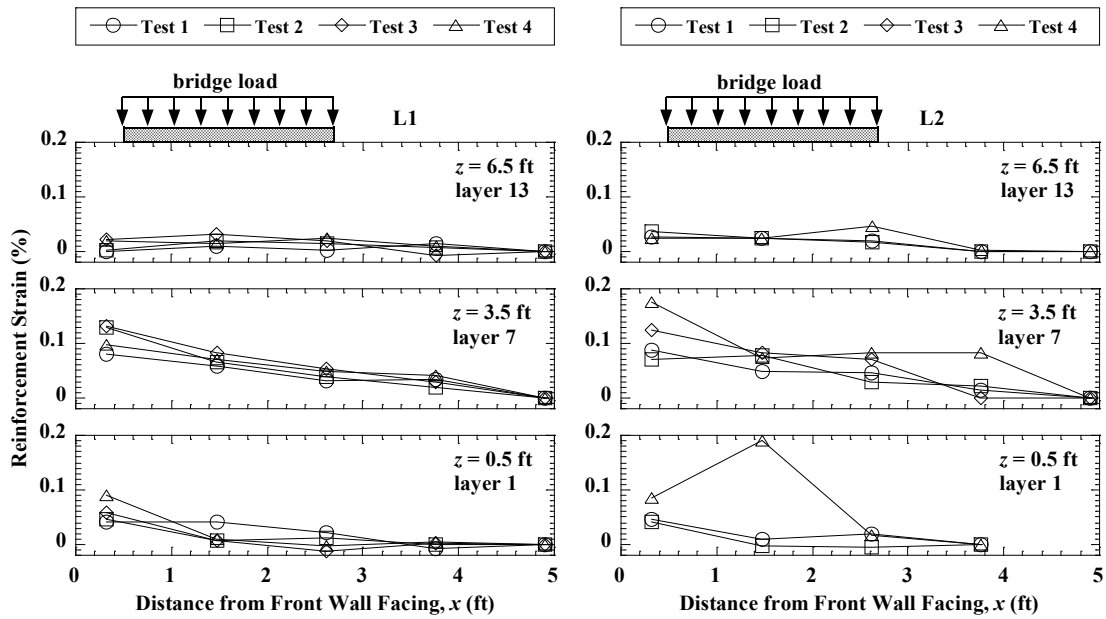 Test 1 Test 2 Test 3 Test 4
bridge load
L1
0.2
z = 6.5 ft
layer 13
0.1
0
0.2
z = 3.5 ft
layer 7
0.1
0
0.2
z = 0.5 ft
layer 1
0.1
0
0 1 2 3 4 5
Distance from Front Wall Facing, x (ft)
Reinforcement Strain (%)
Test 1 Test 2 Test 3 Test 4
bridge load
L2
0.2
z = 6.5 ft
layer 13
0.1
0
0.2
z = 3.5 ft
layer 7
0.1
0
0.2
z = 0.5 ft
layer 1
0.1
0
0 1 2 3 4 5
Distance from Front Wall Facing, x (ft)